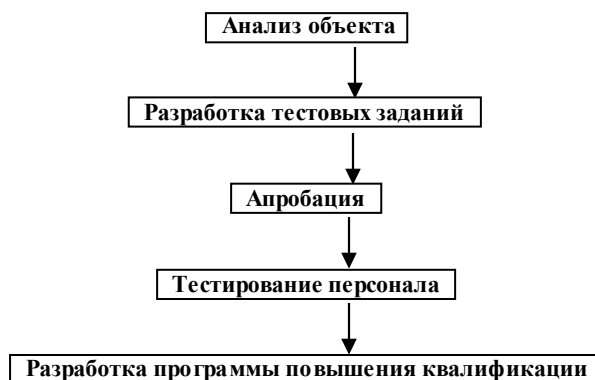 Анализ объекта
Разработка тестовых заданий
Апробация
Тестирование персонала
Разработка программы повышения квалификации